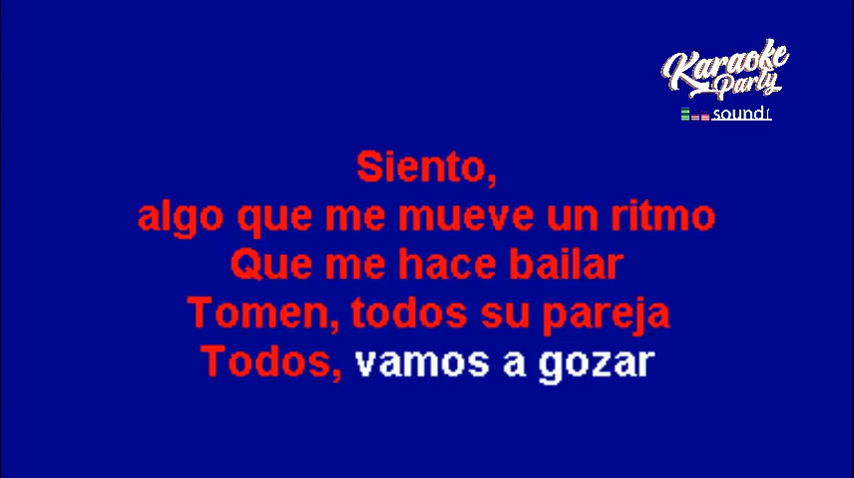 Karaoke
Party
sound
Siento,
algo que me mueve un ritmo
Que me hace bailar
Tomen, todos su pareja
Todos, vamos a gozar